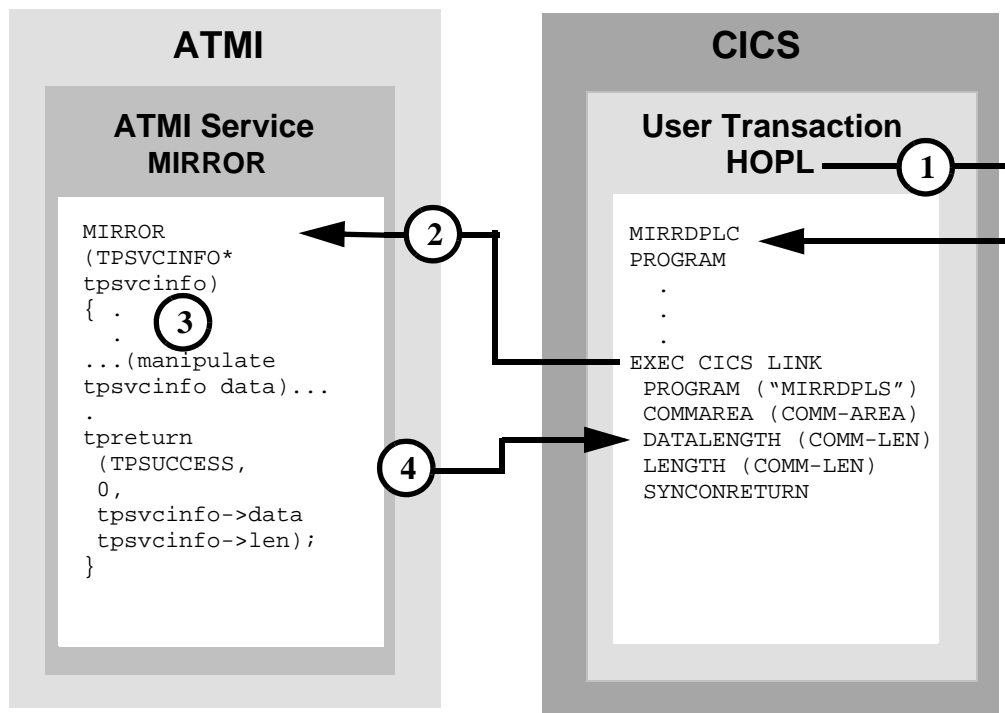 ATMI
ATMI Service
MIRROR
MIRROR
(TPSVCINFO*
tpsvcinfo)
{ .
.
...(manipulate
tpsvcinfo data)...
.
tpreturn
(TPSUCCESS,
0,
tpsvcinfo->data
tpsvcinfo->len);
}
2
3
4
CICS
User Transaction
HOPL
1
MIRRDPLC
PROGRAM
.
.
.
EXEC CICS LINK
PROGRAM (“MIRRDPLS”)
COMMAREA (COMM-AREA)
DATALENGTH (COMM-LEN)
LENGTH (COMM-LEN)
SYNCONRETURN